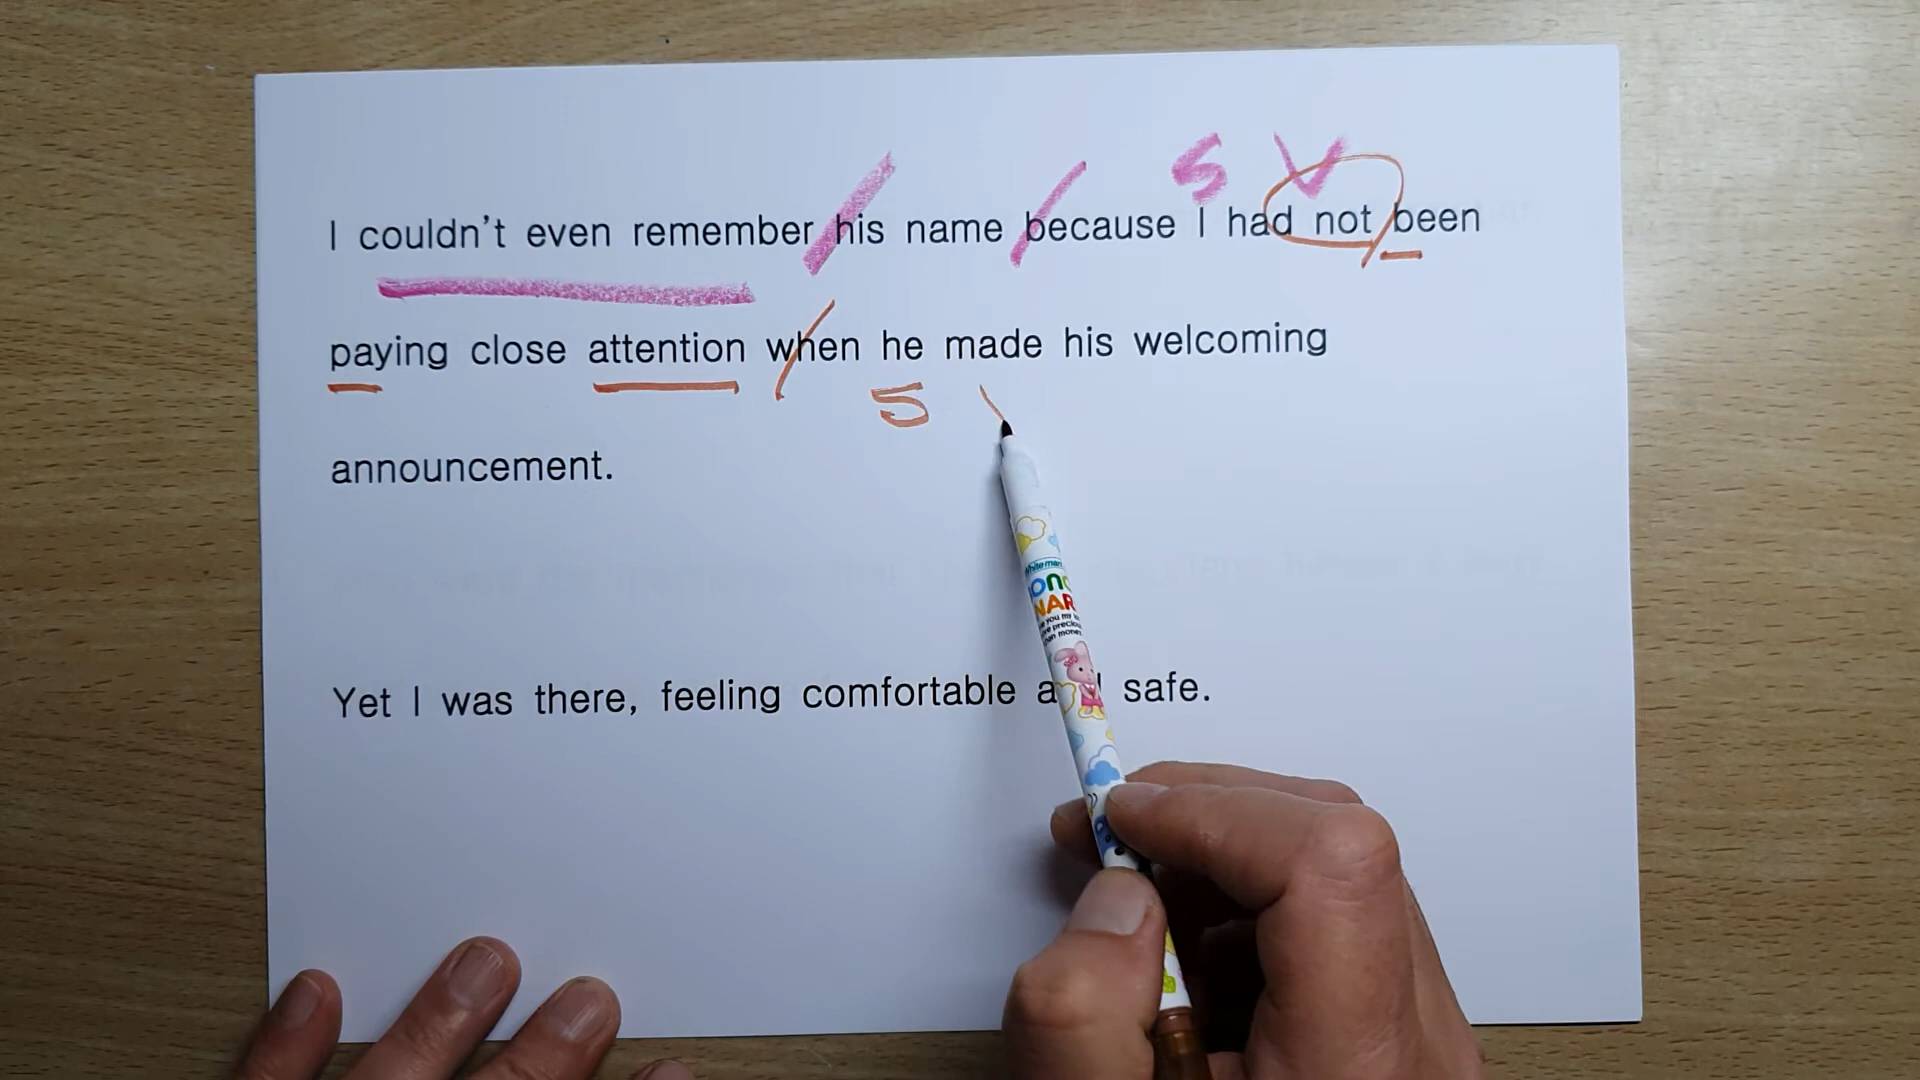 S V
I couldn't even remember his name because I had not been
paying close attention when he made his welcoming
S
announcement.
Yet I was there, feeling comfortable a safe.